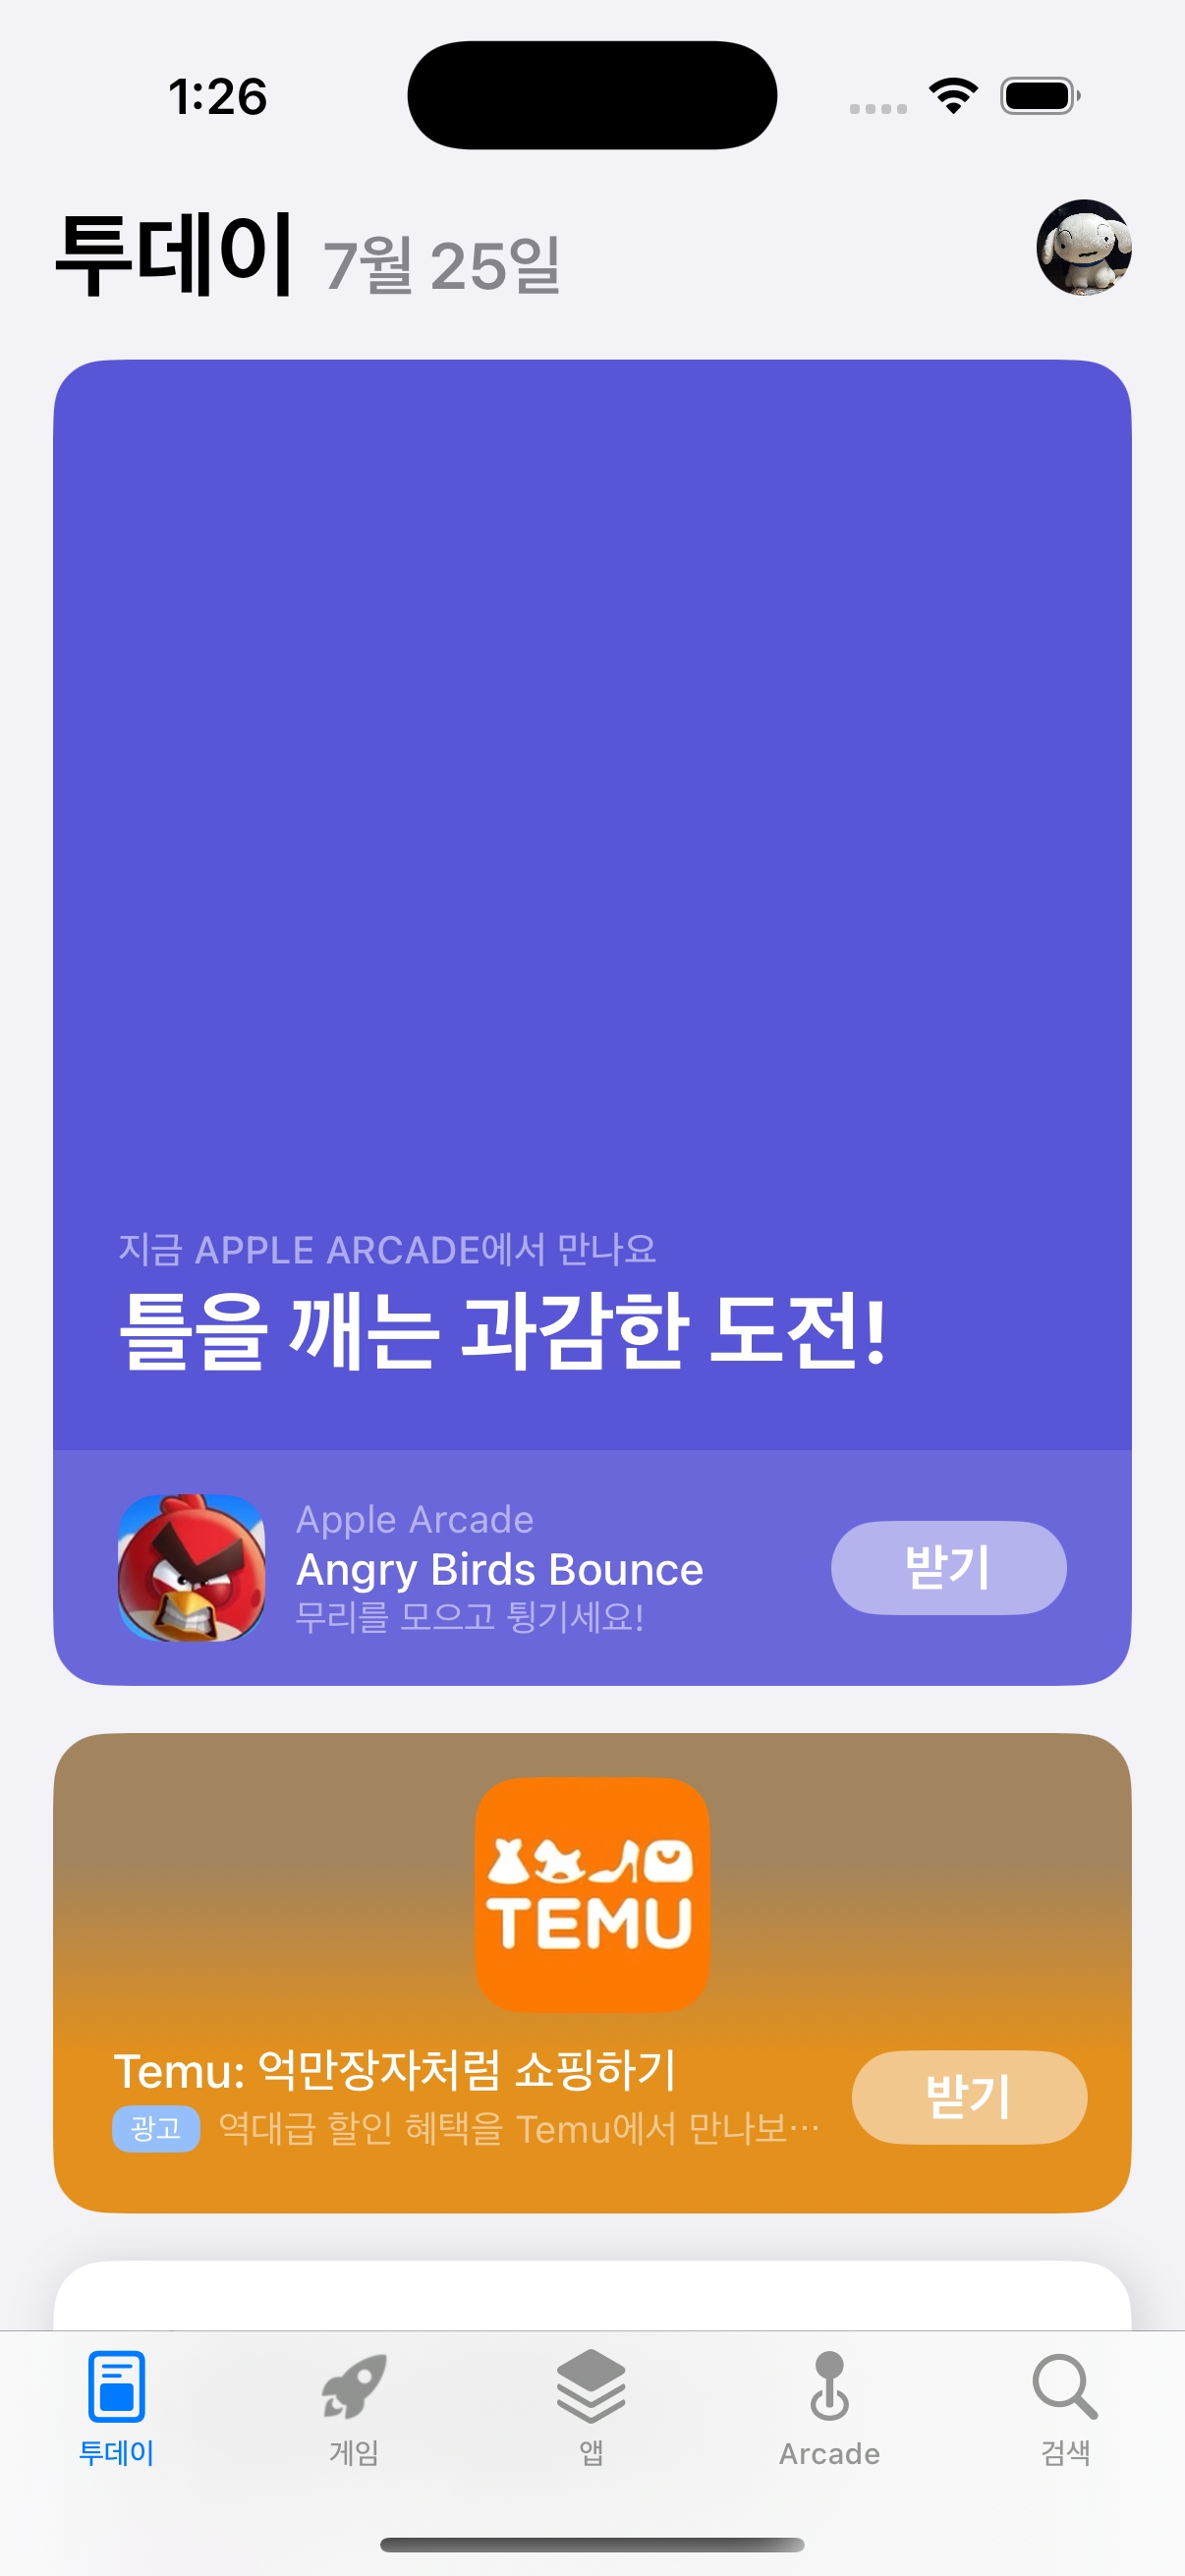 1:26
투데이 7월 25일
지금 APPLE ARCADE에서 만나요
틀을 깨는 과감한 도전!
Apple Arcade
Angry Birds Bounce
무리를 모으고 튕기세요!
받기
TEMU
Temu: 억만장자처럼 쇼핑하기
광고 역대급 할인 혜택을 Temu에서 만나보…
받기
투데이 게임 앱 Arcade 검색